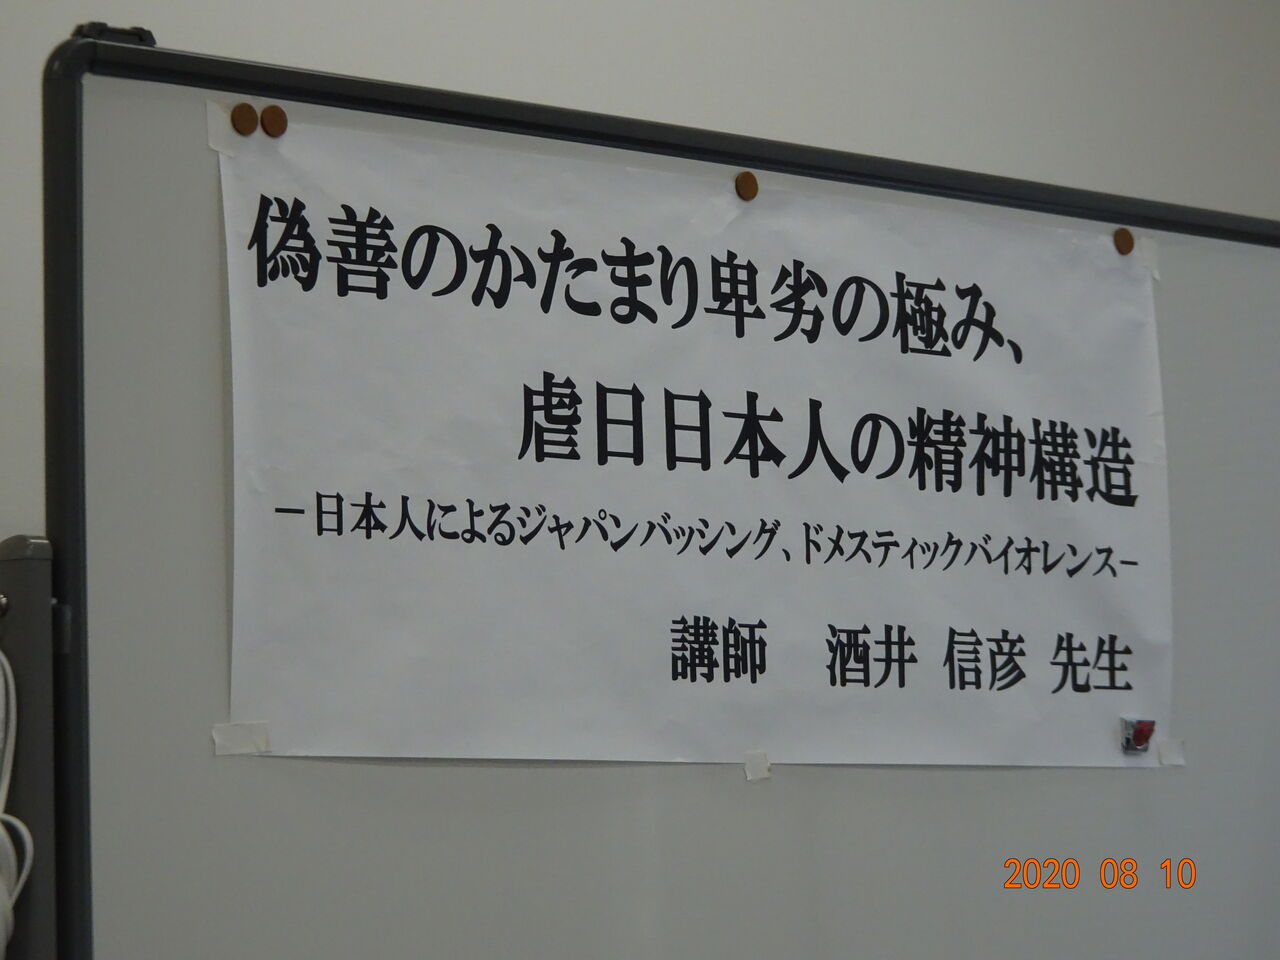 偽善のかたまり卑劣の極み、
虐日日本人の精神構造
－日本人によるジャパンバッシング、ドメスティックバイオレンス－
講師　酒井 信彦 先生
2020 08 10